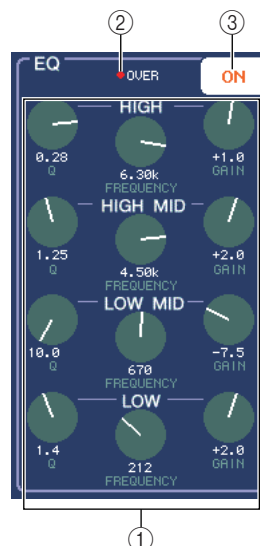 ② ③
EQ OVER ON
HIGH
0.28 6.30k +1.0
Q FREQUENCY GAIN
HIGH MID
1.25 4.50k +2.0
Q FREQUENCY GAIN
LOW MID
10.0 670 -7.5
Q FREQUENCY GAIN
LOW
1.4 212 +2.0
Q FREQUENCY GAIN
①